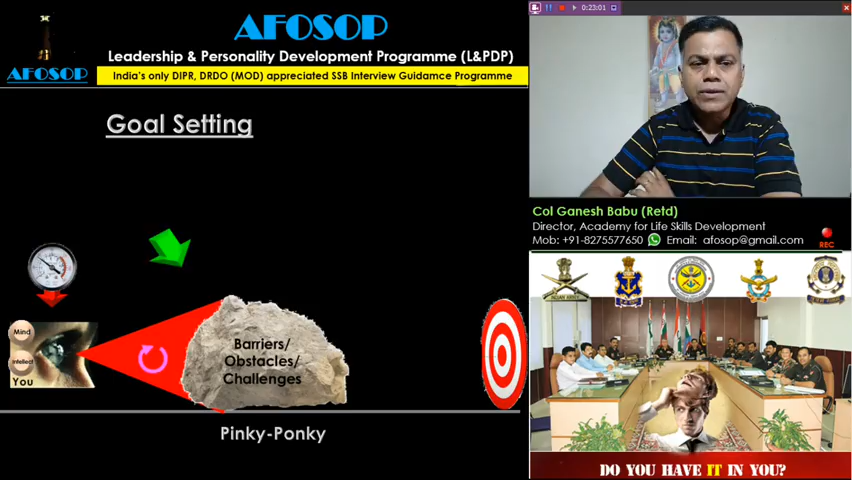 AFOSOP
AFOSOP
Leadership & Personality Development Programme (L&PDP)
India's only DIPR, DRDO (MOD) appreciated SSB Interview Guidamce Programme
Goal Setting
Mind
Intellect
You
Barriers/
Obstacles/
Challenges
Pinky-Ponky
0:23:01
Col Ganesh Babu (Retd)
Director, Academy for Life Skills Development
Mob: +91-8275577650 Email: afosop@gmail.com
REC
INDIAN ARMY
DO YOU HAVE IT IN YOU?